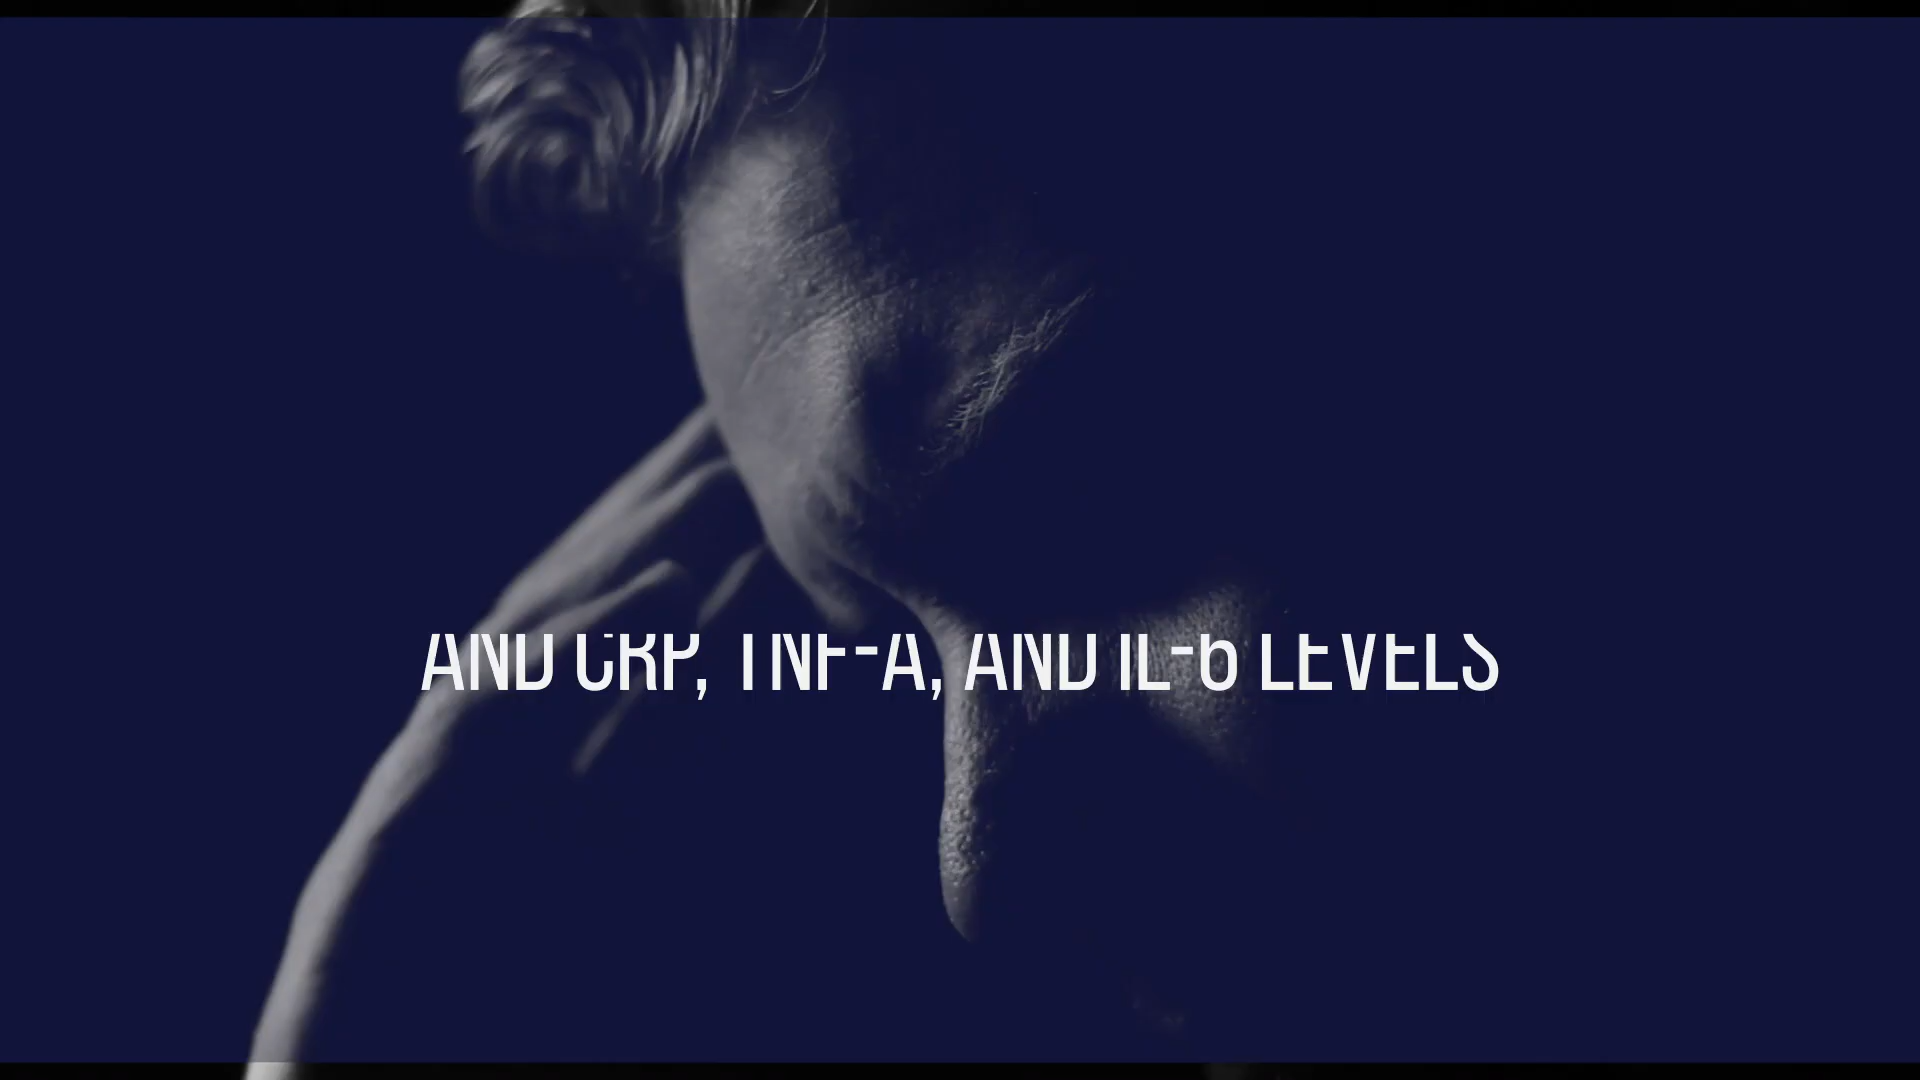 AND CRP, TNF-A, AND IL-6 LEVELS